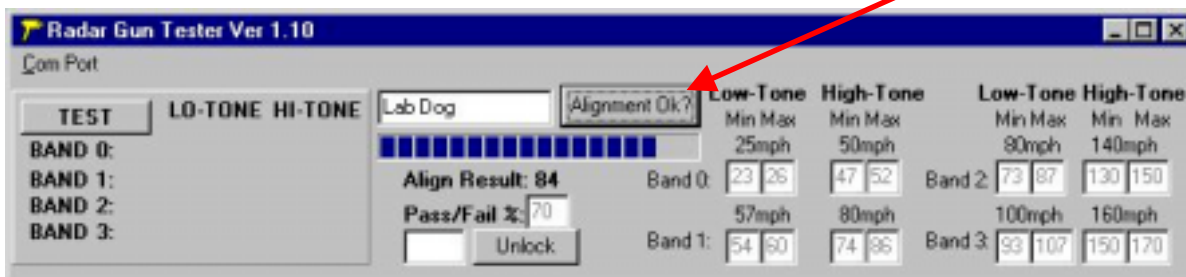 Radar Gun Tester Ver 1.10
Com Port
TEST LO-TONE HI-TONE
BAND 0:
BAND 1:
BAND 2:
BAND 3:
Lab Dog Alignment Ok?
Align Result: 84
Pass/Fail %: 70
Unlock
Low-Tone High-Tone Low-Tone High-Tone
Min Max Min Max Min Max Min Max
25mph 50mph 80mph 140mph
Band 0: 23 26 47 52 Band 2: 73 87 130 150
57mph 80mph 100mph 160mph
Band 1: 54 60 74 86 Band 3: 93 107 150 170